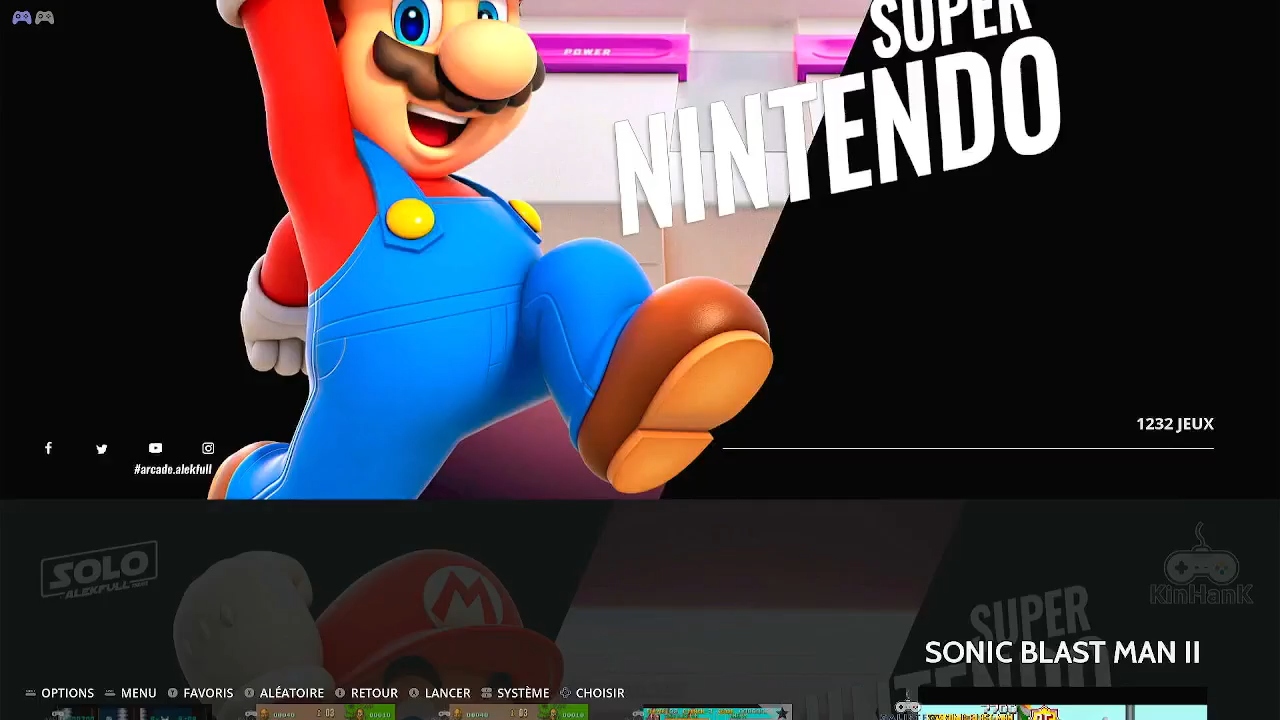 POWER
SUPER
NINTENDO
1232 JEUX
#arcade.alekfull
SOLO
ALEKFULL
KinHanK
SUPER
SONIC BLAST MAN II
OPTIONS MENU FAVORIS ALÉATOIRE RETOUR LANCER SYSTÈME CHOISIR